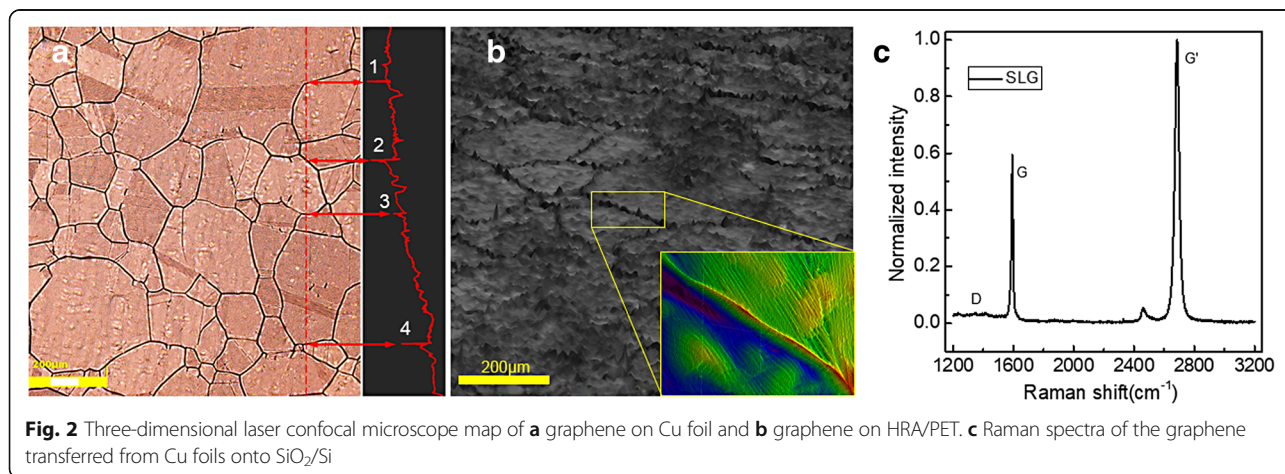 a
1
2
3
4
200μm
b
200μm
c
SLG
G'
G
D
Normalized intensity
1.0
0.8
0.6
0.4
0.2
0.0
1200 1600 2000 2400 2800 3200
Raman shift(cm⁻¹)
Fig. 2 Three-dimensional laser confocal microscope map of a graphene on Cu foil and b graphene on HRA/PET. c Raman spectra of the graphene
transferred from Cu foils onto SiO₂/Si